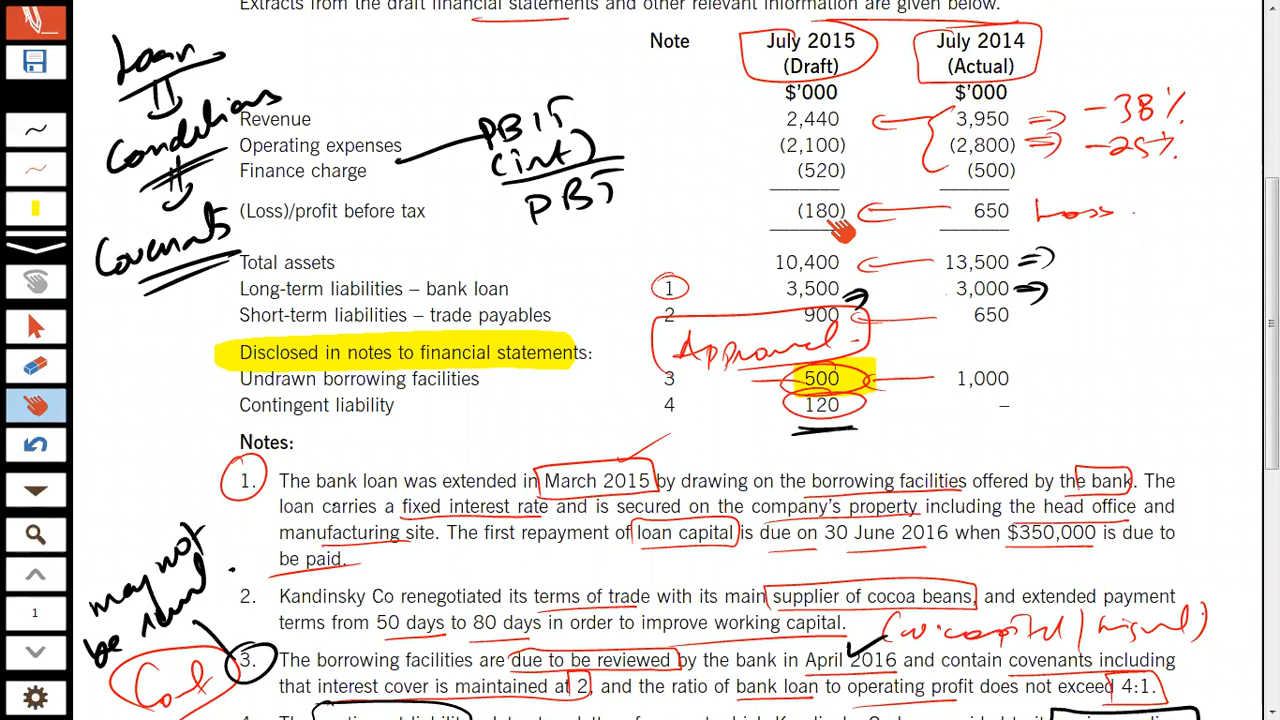 Extracts from the draft financial statements and other relevant information are given below.
Note July 2015 July 2014
(Draft) (Actual)
$'000 $'000
Revenue 2,440 3,950
Operating expenses (2,100) (2,800)
Finance charge (520) (500)
(Loss)/profit before tax (180) 650
Total assets 10,400 13,500
Long-term liabilities – bank loan 1 3,500 3,000
Short-term liabilities – trade payables 2 900 650
Disclosed in notes to financial statements:
Undrawn borrowing facilities 3 500 1,000
Contingent liability 4 120 –
Notes:
1. The bank loan was extended in March 2015 by drawing on the borrowing facilities offered by the bank. The
loan carries a fixed interest rate and is secured on the company's property including the head office and
manufacturing site. The first repayment of loan capital is due on 30 June 2016 when $350,000 is due to
be paid.
2. Kandinsky Co renegotiated its terms of trade with its main supplier of cocoa beans, and extended payment
terms from 50 days to 80 days in order to improve working capital.
3. The borrowing facilities are due to be reviewed by the bank in April 2016 and contain covenants including
that interest cover is maintained at 2, and the ratio of bank loan to operating profit does not exceed 4:1.
Loan
Conditions
Covenants
PBIT
(int)
PBT
-38%
-25%
Loss
Approval
may not
be
1